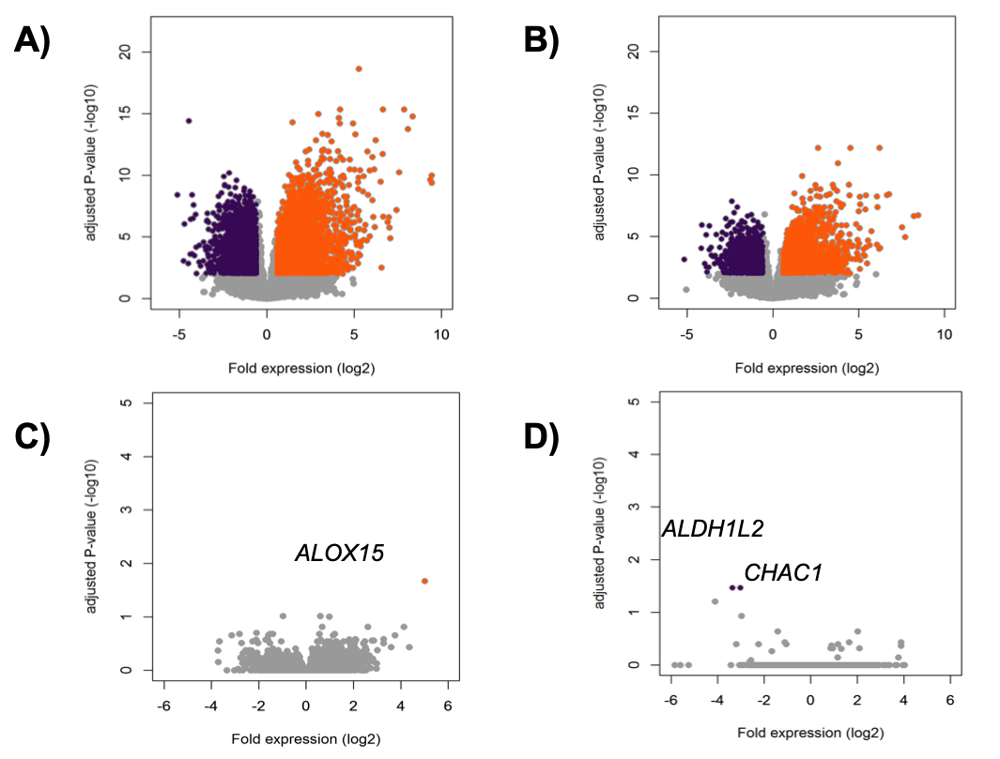 A)
B)
20
15
10
5
0
adjusted P-value (-log10)
-5
0
5
10
Fold expression (log2)
20
15
10
5
0
adjusted P-value (-log10)
-5
0
5
10
Fold expression (log2)
C)
D)
5
4
3
2
1
0
adjusted P-value (-log10)
ALOX15
-6
-4
-2
0
2
4
6
Fold expression (log2)
5
4
3
2
1
0
adjusted P-value (-log10)
ALDH1L2
CHAC1
-6
-4
-2
0
2
4
6
Fold expression (log2)